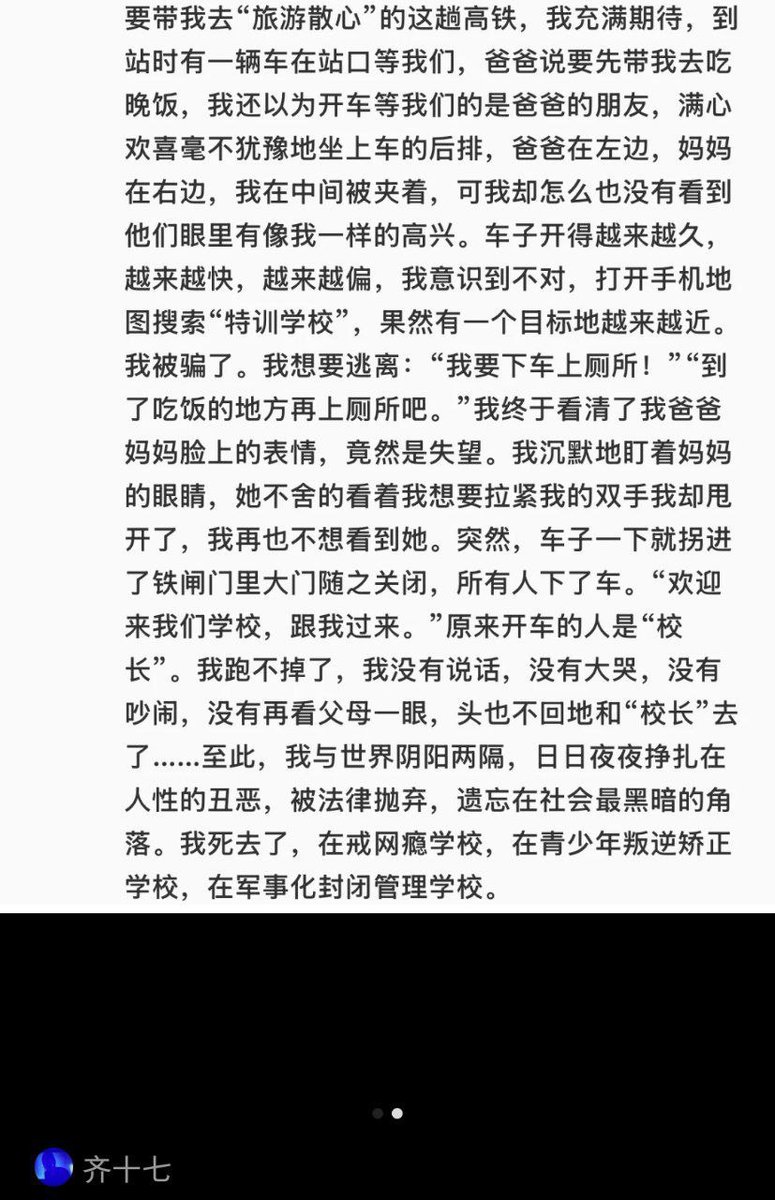 要带我去“旅游散心”的这趟高铁，我充满期待，到
站时有一辆车在站口等我们，爸爸说要先带我去吃
晚饭，我还以为开车等我们的是爸爸的朋友，满心
欢喜毫不犹豫地坐上车的后排，爸爸在左边，妈妈
在右边，我在中间被夹着，可我却怎么也没有看到
他们眼里有像我一样的高兴。车子开得越来越久，
越来越快，越来越偏，我意识到不对，打开手机地
图搜索“特训学校”，果然有一个目标地越来越近。
我被骗了。我想要逃离：“我要下车上厕所！”“到
了吃饭的地方再上厕所吧。”我终于看清了我爸爸
妈妈脸上的表情，竟然是失望。我沉默地盯着妈妈
的眼睛，她不舍的看着我想要拉紧我的双手我却甩
开了，我再也不想看到她。突然，车子一下就拐进
了铁闸门里大门随之关闭，所有人下了车。“欢迎
来我们学校，跟我过来。”原来开车的人是“校
长”。我跑不掉了，我没有说话，没有大哭，没有
吵闹，没有再看父母一眼，头也不回地和“校长”去
了……至此，我与世界阴阳两隔，日日夜夜挣扎在
人性的丑恶，被法律抛弃，遗忘在社会最黑暗的角
落。我死去了，在戒网瘾学校，在青少年叛逆矫正
学校，在军事化封闭管理学校。
齐十七